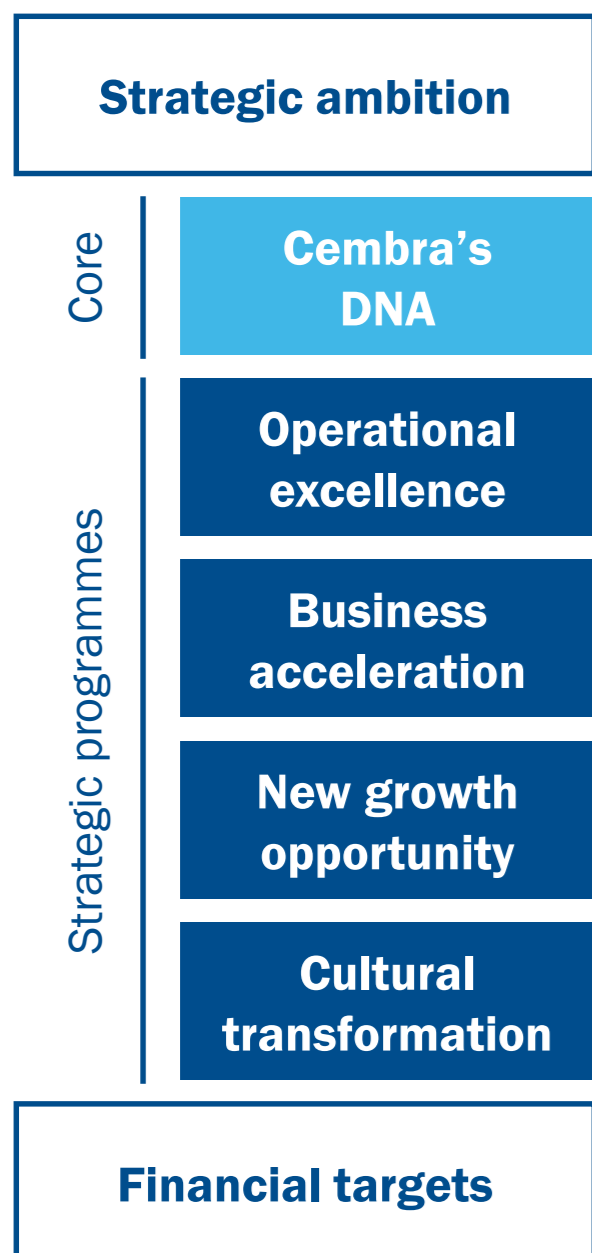 Strategic ambition
Core
Cembra’s
DNA
Strategic programmes
Operational
excellence
Business
acceleration
New growth
opportunity
Cultural
transformation
Financial targets